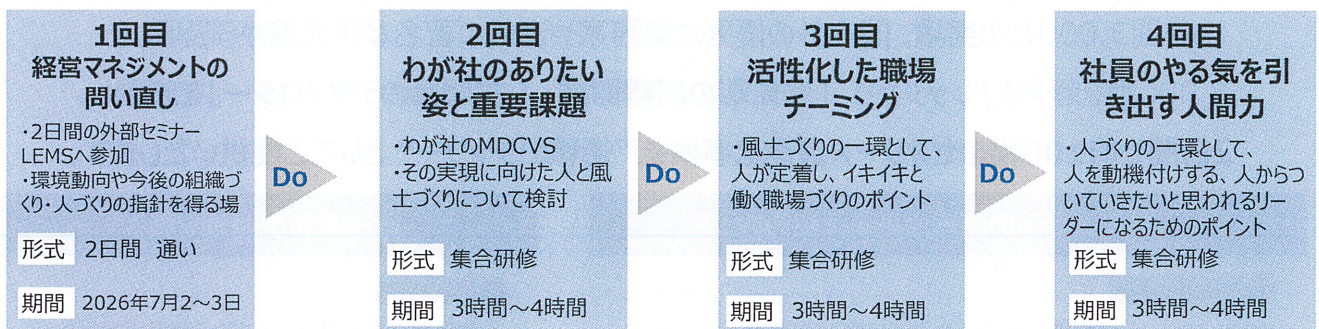 1回目
経営マネジメントの
問い直し
・2日間の外部セミナー
LEMSへ参加
・環境動向や今後の組織づ
くり・人づくりの指針を得る場
形式 2日間 通い
期間 2026年7月2～3日
Do
2回目
わが社のありたい
姿と重要課題
・わが社のMDCVS
・その実現に向けた人と風
土づくりについて検討
形式 集合研修
期間 3時間～4時間
Do
3回目
活性化した職場
チーミング
・風土づくりの一環として、
人が定着し、イキイキと
働く職場づくりのポイント
形式 集合研修
期間 3時間～4時間
Do
4回目
社員のやる気を引
き出す人間力
・人づくりの一環として、
人を動機付けする、人からつ
いていきたいと思われるリー
ダーになるためのポイント
形式 集合研修
期間 3時間～4時間